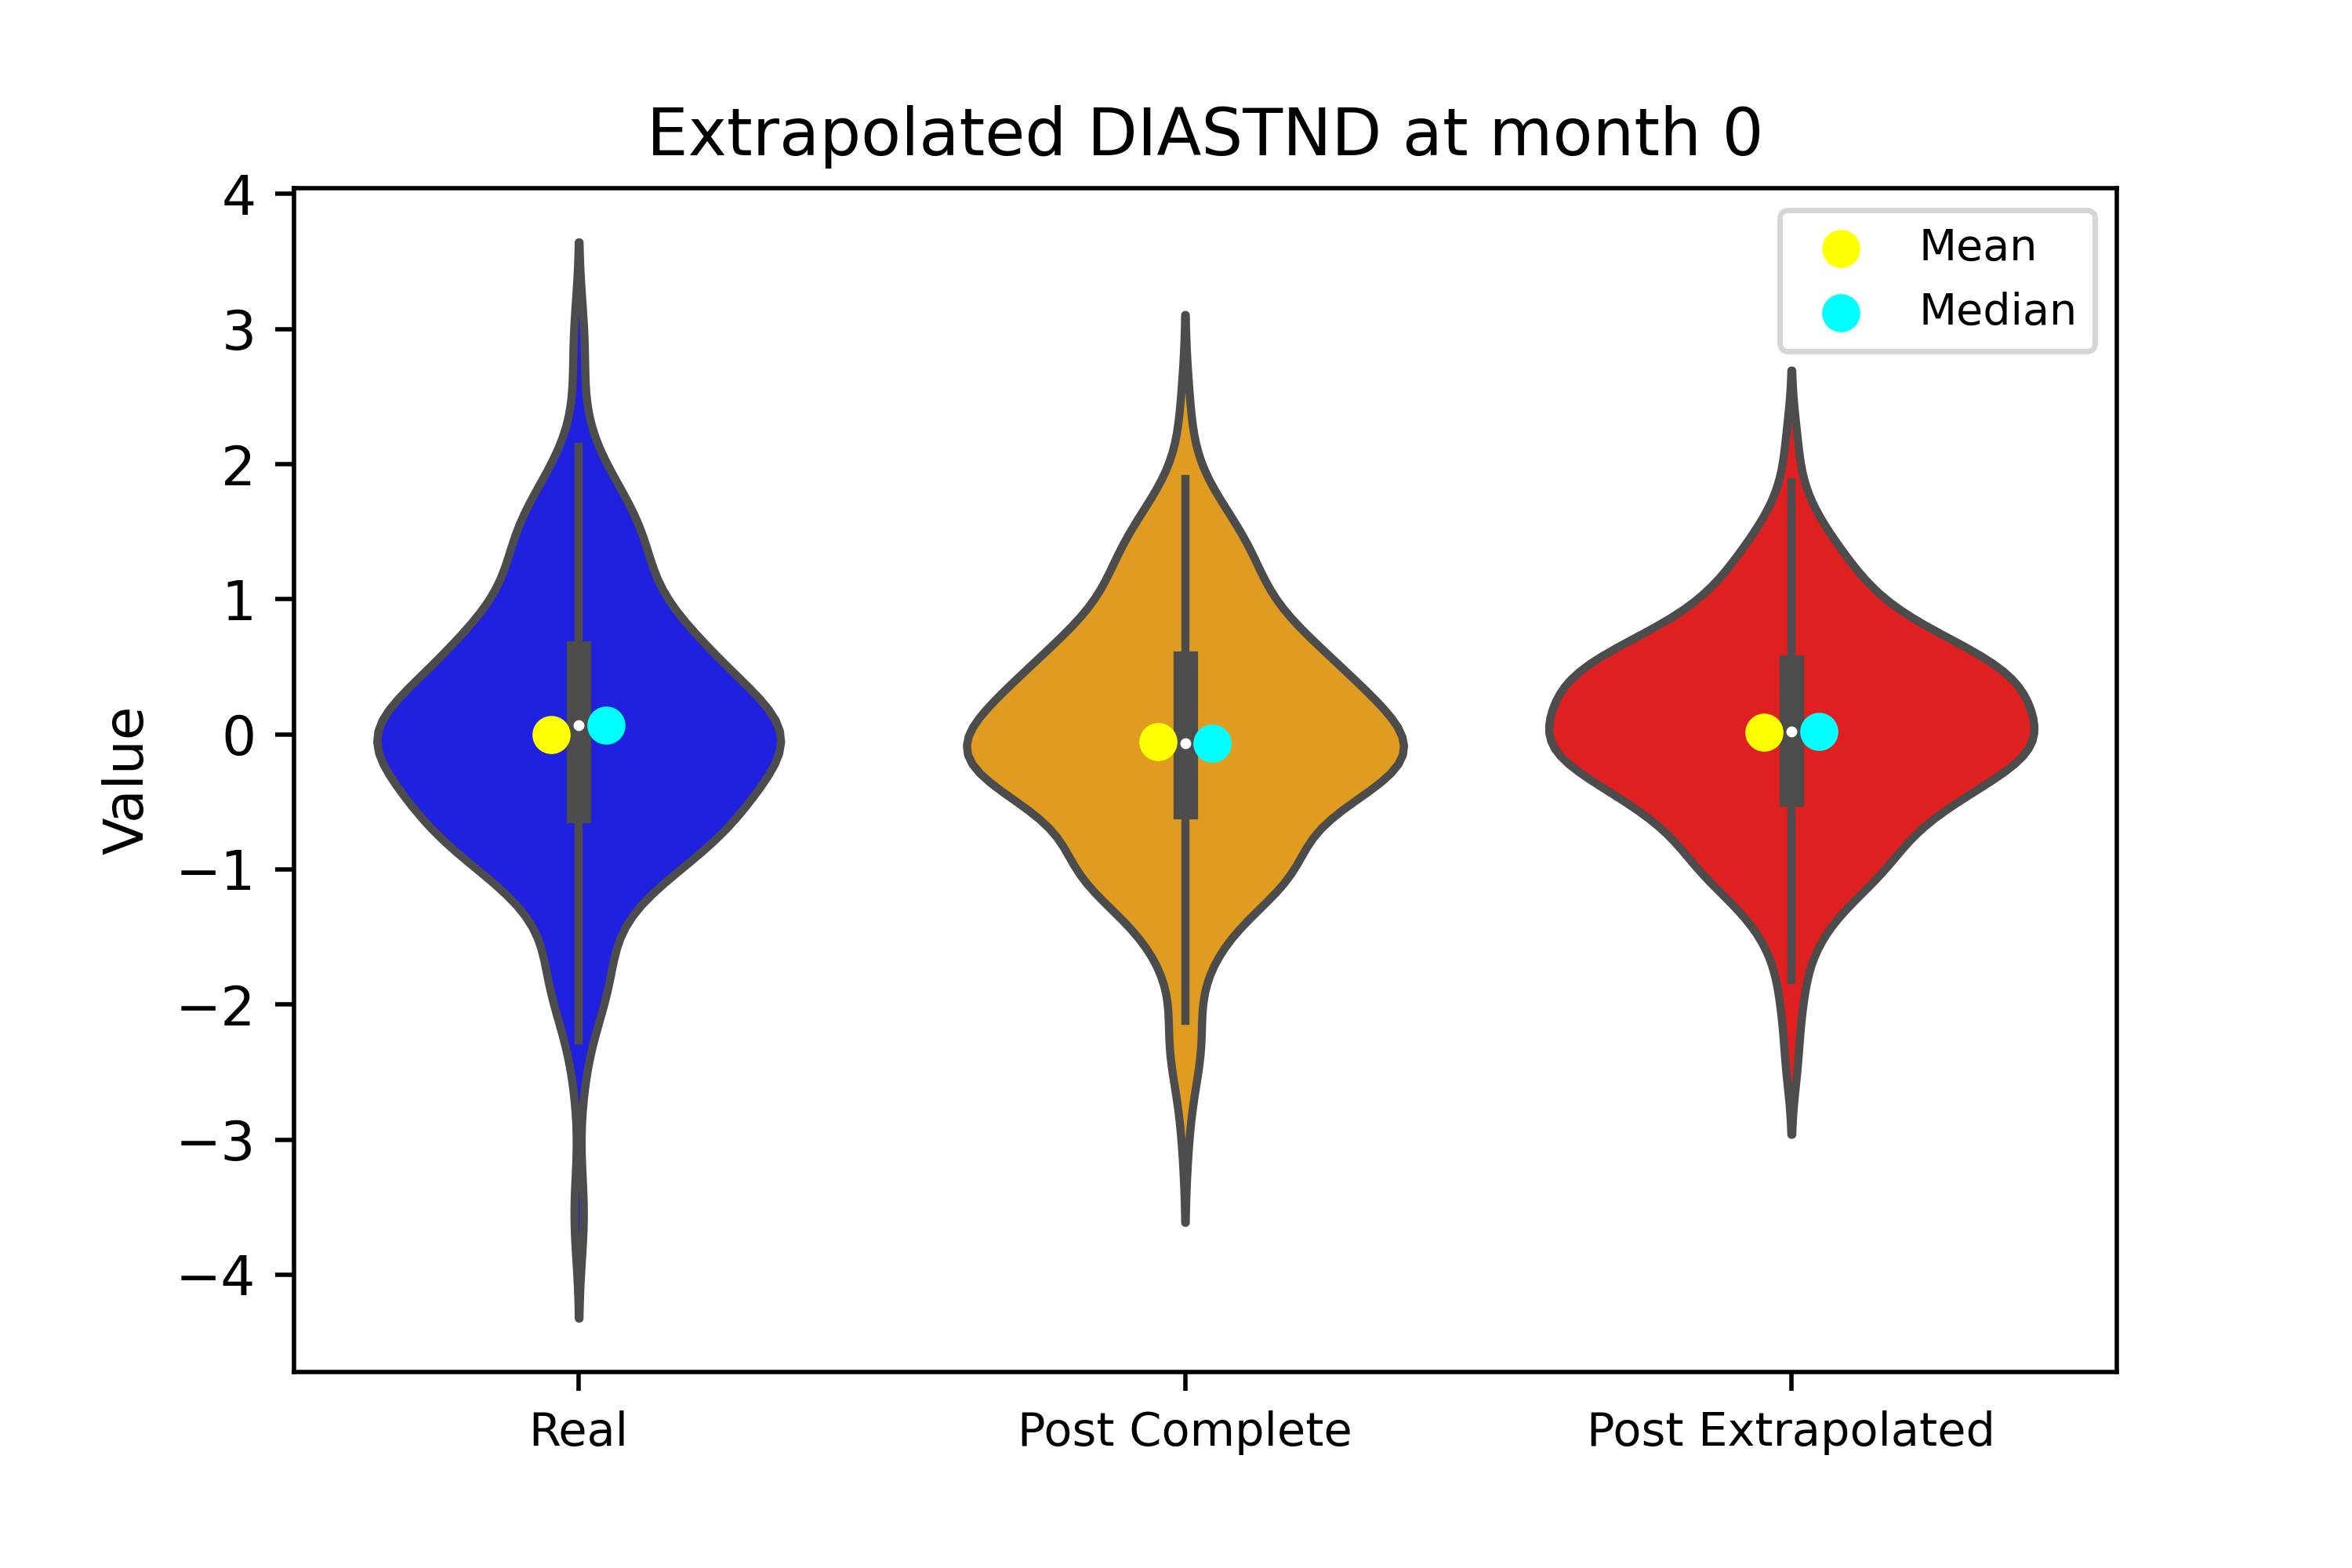 Extrapolated DIASTND at month 0
Mean
Median
Value
4
3
2
1
0
−1
−2
−3
−4
Real
Post Complete
Post Extrapolated